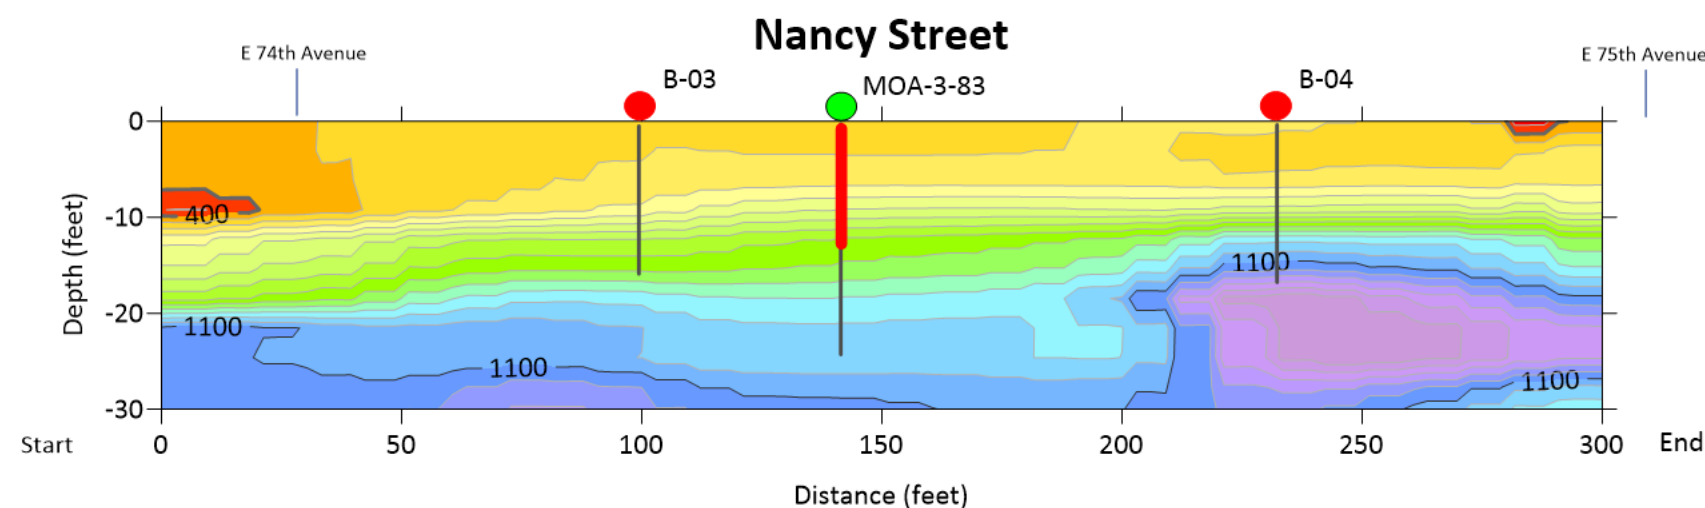 Nancy Street
E 74th Avenue
E 75th Avenue
B-03
MOA-3-83
B-04
0
-10
-20
-30
Depth (feet)
400
1100
1100
1100
1100
Start
0
50
100
150
200
250
300
End
Distance (feet)